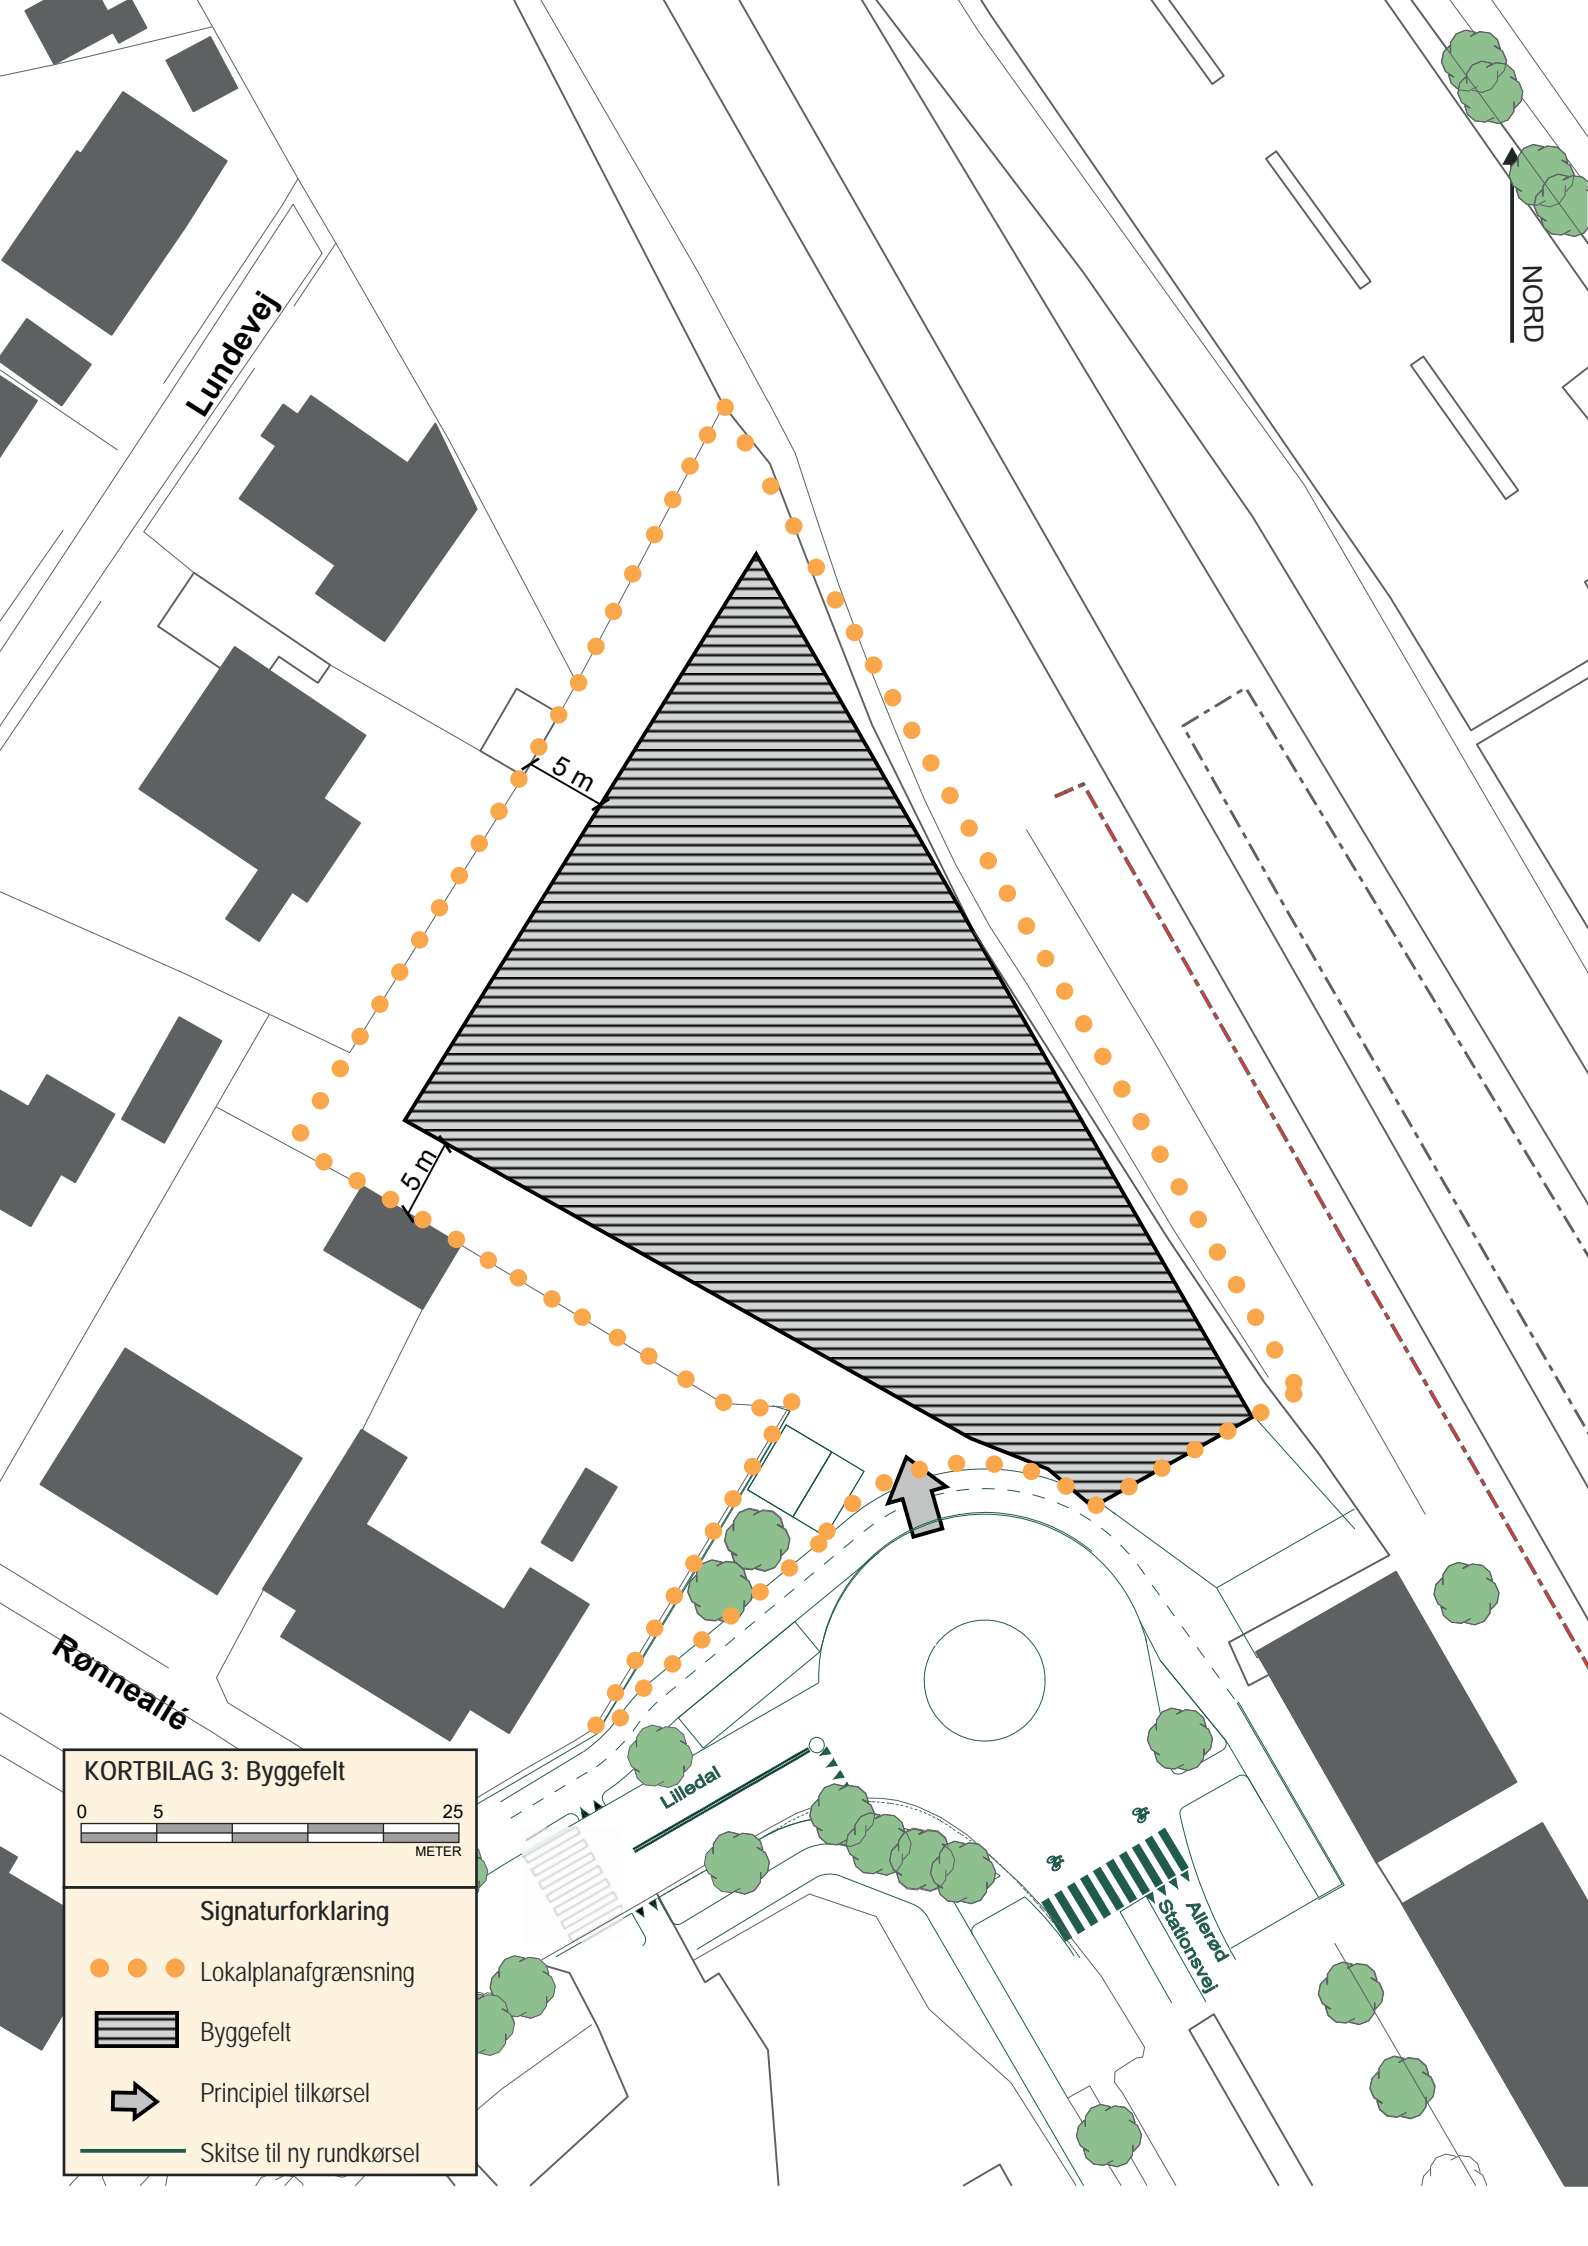 NORD
Lundevej
5 m
5 m
Rønneallé
Lilledal
Allerød
Stationsvej
KORTBILAG 3: Byggefelt
0 5 25
METER
Signaturforklaring
Lokalplanafgrænsning
Byggefelt
Principiel tilkørsel
Skitse til ny rundkørsel